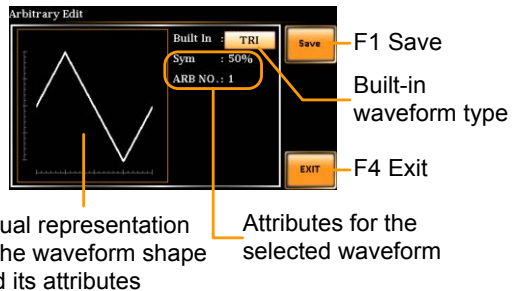 Arbitrary Edit
Built In : TRI
Sym : 50%
ARB NO.: 1
Save
EXIT
F1 Save
Built-in
waveform type
F4 Exit
Attributes for the
selected waveform
ual representation
he waveform shape
d its attributes